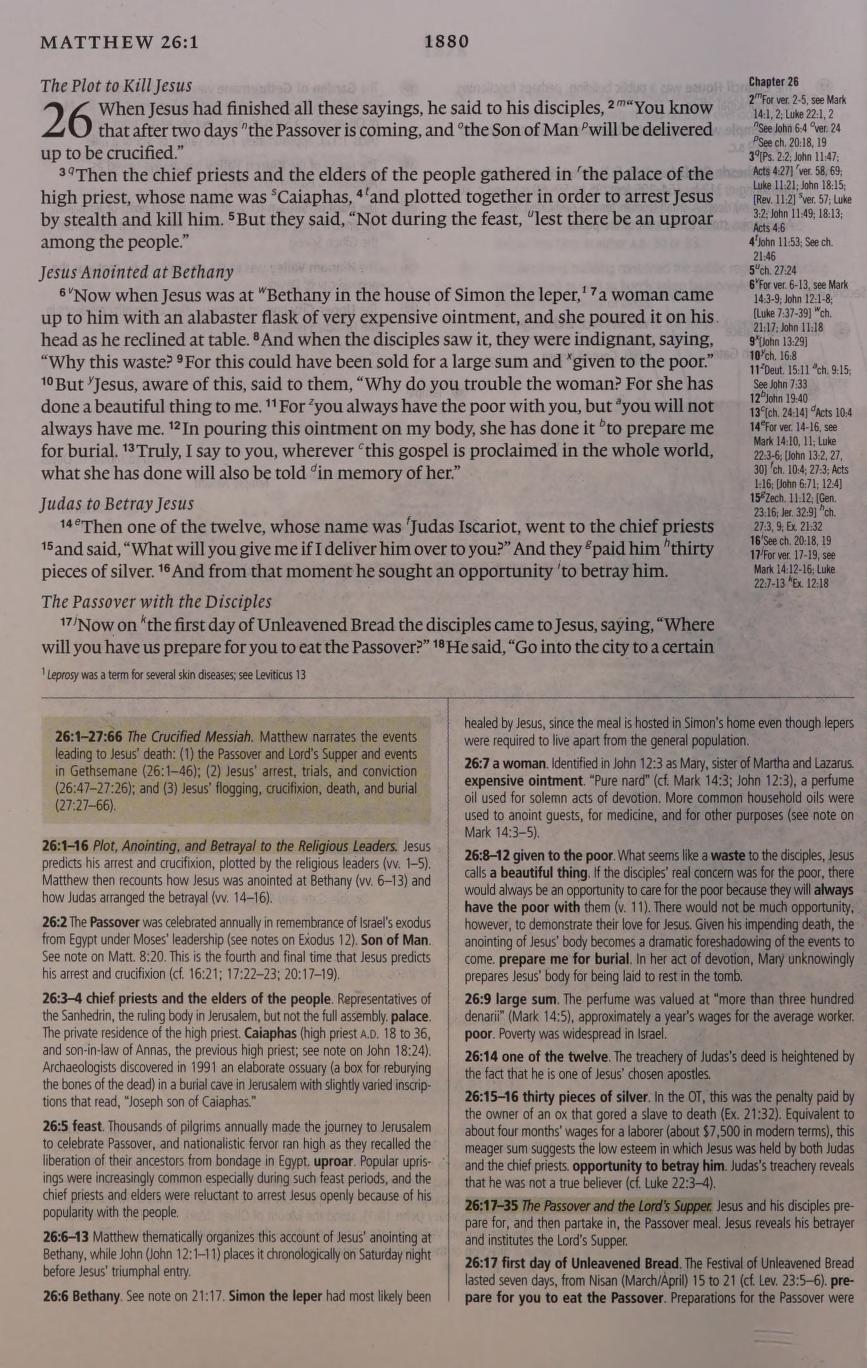 MATTHEW 26:1
1880
The Plot to Kill Jesus
26 When Jesus had finished all these sayings, he said to his disciples, ²ᵐ“You know
that after two days ⁿthe Passover is coming, and ᵒthe Son of Man ᵖwill be delivered
up to be crucified.”
³𐞥Then the chief priests and the elders of the people gathered in ʳthe palace of the
high priest, whose name was ˢCaiaphas, ⁴ᵗand plotted together in order to arrest Jesus
by stealth and kill him. ⁵But they said, “Not during the feast, ᵘlest there be an uproar
among the people.”
Jesus Anointed at Bethany
⁶ᵛNow when Jesus was at ʷBethany in the house of Simon the leper,¹ ⁷a woman came
up to him with an alabaster flask of very expensive ointment, and she poured it on his
head as he reclined at table. ⁸And when the disciples saw it, they were indignant, saying,
“Why this waste? ⁹For this could have been sold for a large sum and ˣgiven to the poor.”
¹⁰But ʸJesus, aware of this, said to them, “Why do you trouble the woman? For she has
done a beautiful thing to me. ¹¹For ᶻyou always have the poor with you, but ᵃyou will not
always have me. ¹²In pouring this ointment on my body, she has done it ᵇto prepare me
for burial. ¹³Truly, I say to you, wherever ᶜthis gospel is proclaimed in the whole world,
what she has done will also be told ᵈin memory of her.”
Judas to Betray Jesus
¹⁴ᵉThen one of the twelve, whose name was ᶠJudas Iscariot, went to the chief priests
¹⁵and said, “What will you give me if I deliver him over to you?” And they ᵍpaid him ʰthirty
pieces of silver. ¹⁶And from that moment he sought an opportunity ⁱto betray him.
The Passover with the Disciples
¹⁷ʲNow on ᵏthe first day of Unleavened Bread the disciples came to Jesus, saying, “Where
will you have us prepare for you to eat the Passover?” ¹⁸He said, “Go into the city to a certain
¹ Leprosy was a term for several skin diseases; see Leviticus 13
Chapter 26
2ᵐFor ver. 2-5, see Mark
14:1, 2; Luke 22:1, 2
ⁿSee John 6:4 ᵒver. 24
ᵖSee ch. 20:18, 19
3𐞥[Ps. 2:2; John 11:47;
Acts 4:27] ʳver. 58, 69;
Luke 11:21; John 18:15;
[Rev. 11:2] ˢver. 57; Luke
3:2; John 11:49; 18:13;
Acts 4:6
4ᵗJohn 11:53; See ch.
21:46
5ᵘch. 27:24
6ᵛFor ver. 6-13, see Mark
14:3-9; John 12:1-8;
[Luke 7:37-39] ʷch.
21:17; John 11:18
9ˣ[John 13:29]
10ʸch. 16:8
11ᶻDeut. 15:11 ᵃch. 9:15;
See John 7:33
12ᵇJohn 19:40
13ᶜ[ch. 24:14] ᵈActs 10:4
14ᵉFor ver. 14-16, see
Mark 14:10, 11; Luke
22:3-6; [John 13:2, 27,
30] ᶠch. 10:4; 27:3; Acts
1:16; [John 6:71; 12:4]
15ᵍZech. 11:12; [Gen.
23:16; Jer. 32:9] ʰch.
27:3, 9; Ex. 21:32
16ⁱSee ch. 20:18, 19
17ʲFor ver. 17-19, see
Mark 14:12-16; Luke
22:7-13 ᵏEx. 12:18
26:1–27:66 The Crucified Messiah. Matthew narrates the events
leading to Jesus’ death: (1) the Passover and Lord’s Supper and events
in Gethsemane (26:1–46); (2) Jesus’ arrest, trials, and conviction
(26:47–27:26); and (3) Jesus’ flogging, crucifixion, death, and burial
(27:27–66).
26:1–16 Plot, Anointing, and Betrayal to the Religious Leaders. Jesus
predicts his arrest and crucifixion, plotted by the religious leaders (vv. 1–5).
Matthew then recounts how Jesus was anointed at Bethany (vv. 6–13) and
how Judas arranged the betrayal (vv. 14–16).
26:2 The Passover was celebrated annually in remembrance of Israel’s exodus
from Egypt under Moses’ leadership (see notes on Exodus 12). Son of Man.
See note on Matt. 8:20. This is the fourth and final time that Jesus predicts
his arrest and crucifixion (cf. 16:21; 17:22–23; 20:17–19).
26:3–4 chief priests and the elders of the people. Representatives of
the Sanhedrin, the ruling body in Jerusalem, but not the full assembly. palace.
The private residence of the high priest. Caiaphas (high priest A.D. 18 to 36,
and son-in-law of Annas, the previous high priest; see note on John 18:24).
Archaeologists discovered in 1991 an elaborate ossuary (a box for reburying
the bones of the dead) in a burial cave in Jerusalem with slightly varied inscrip-
tions that read, “Joseph son of Caiaphas.”
26:5 feast. Thousands of pilgrims annually made the journey to Jerusalem
to celebrate Passover, and nationalistic fervor ran high as they recalled the
liberation of their ancestors from bondage in Egypt. uproar. Popular upris-
ings were increasingly common especially during such feast periods, and the
chief priests and elders were reluctant to arrest Jesus openly because of his
popularity with the people.
26:6–13 Matthew thematically organizes this account of Jesus’ anointing at
Bethany, while John (John 12:1–11) places it chronologically on Saturday night
before Jesus’ triumphal entry.
26:6 Bethany. See note on 21:17. Simon the leper had most likely been
healed by Jesus, since the meal is hosted in Simon’s home even though lepers
were required to live apart from the general population.
26:7 a woman. Identified in John 12:3 as Mary, sister of Martha and Lazarus.
expensive ointment. “Pure nard” (cf. Mark 14:3; John 12:3), a perfume
oil used for solemn acts of devotion. More common household oils were
used to anoint guests, for medicine, and for other purposes (see note on
Mark 14:3–5).
26:8–12 given to the poor. What seems like a waste to the disciples, Jesus
calls a beautiful thing. If the disciples’ real concern was for the poor, there
would always be an opportunity to care for the poor because they will always
have the poor with them (v. 11). There would not be much opportunity,
however, to demonstrate their love for Jesus. Given his impending death, the
anointing of Jesus’ body becomes a dramatic foreshadowing of the events to
come. prepare me for burial. In her act of devotion, Mary unknowingly
prepares Jesus’ body for being laid to rest in the tomb.
26:9 large sum. The perfume was valued at “more than three hundred
denarii” (Mark 14:5), approximately a year’s wages for the average worker.
poor. Poverty was widespread in Israel.
26:14 one of the twelve. The treachery of Judas’s deed is heightened by
the fact that he is one of Jesus’ chosen apostles.
26:15–16 thirty pieces of silver. In the OT, this was the penalty paid by
the owner of an ox that gored a slave to death (Ex. 21:32). Equivalent to
about four months’ wages for a laborer (about $7,500 in modern terms), this
meager sum suggests the low esteem in which Jesus was held by both Judas
and the chief priests. opportunity to betray him. Judas’s treachery reveals
that he was not a true believer (cf. Luke 22:3–4).
26:17–35 The Passover and the Lord’s Supper. Jesus and his disciples pre-
pare for, and then partake in, the Passover meal. Jesus reveals his betrayer
and institutes the Lord’s Supper.
26:17 first day of Unleavened Bread. The Festival of Unleavened Bread
lasted seven days, from Nisan (March/April) 15 to 21 (cf. Lev. 23:5–6). pre-
pare for you to eat the Passover. Preparations for the Passover were